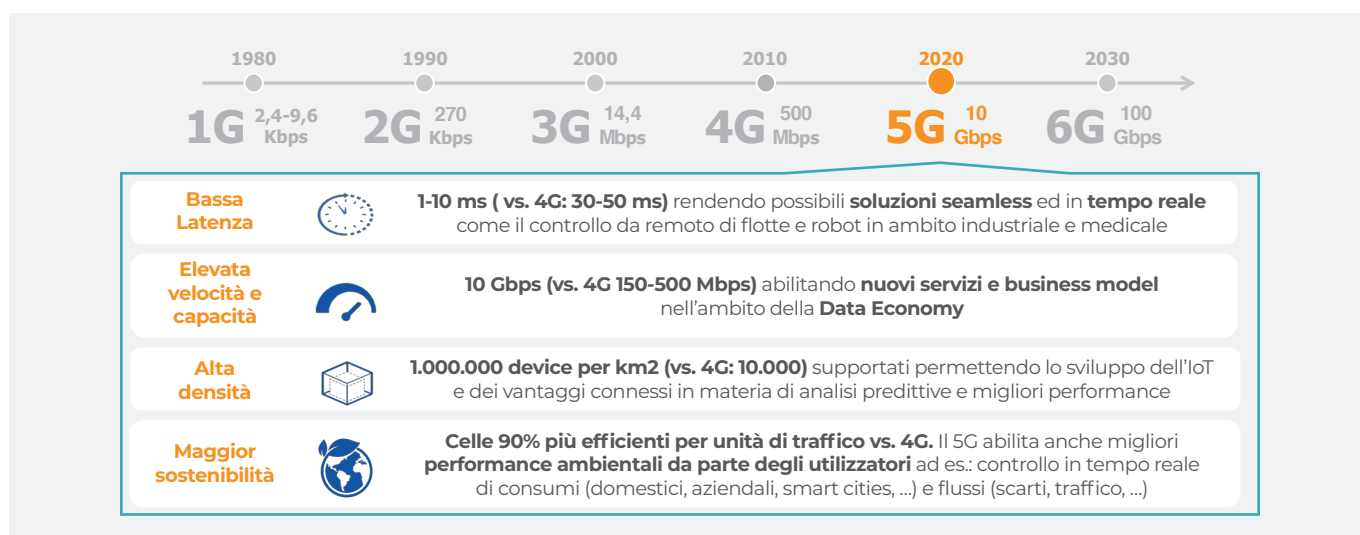 1980 1990 2000 2010 2020 2030
1G 2,4-9,6 Kbps 2G 270 Kbps 3G 14,4 Mbps 4G 500 Mbps 5G 10 Gbps 6G 100 Gbps
Bassa
Latenza
1-10 ms ( vs. 4G: 30-50 ms) rendendo possibili soluzioni seamless ed in tempo reale
come il controllo da remoto di flotte e robot in ambito industriale e medicale
Elevata
velocità e
capacità
10 Gbps (vs. 4G 150-500 Mbps) abilitando nuovi servizi e business model
nell'ambito della Data Economy
Alta
densità
1.000.000 device per km2 (vs. 4G: 10.000) supportati permettendo lo sviluppo dell'IoT
e dei vantaggi connessi in materia di analisi predittive e migliori performance
Maggior
sostenibilità
Celle 90% più efficienti per unità di traffico vs. 4G. Il 5G abilita anche migliori
performance ambientali da parte degli utilizzatori ad es.: controllo in tempo reale
di consumi (domestici, aziendali, smart cities, ...) e flussi (scarti, traffico, ...)